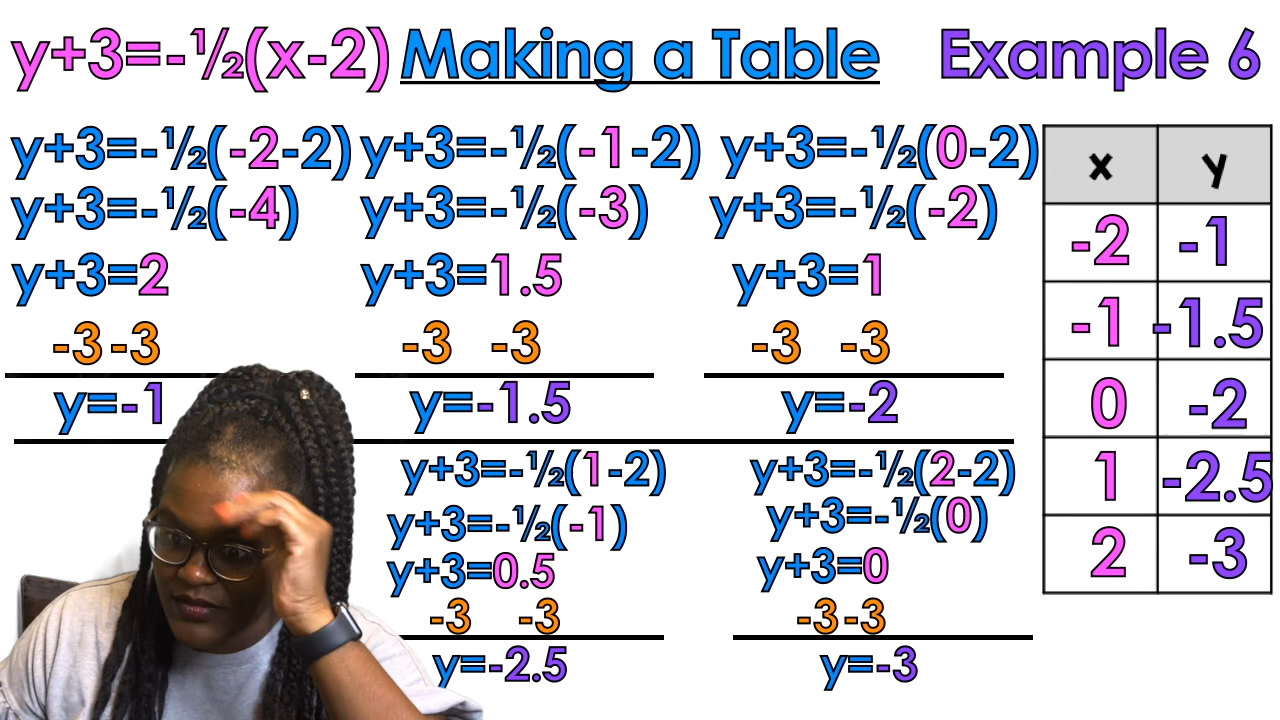 y+3=-½(x-2) Making a Table Example 6
y+3=-½(-2-2)
y+3=-½(-4)
y+3=2
-3 -3
y=-1
y+3=-½(-1-2)
y+3=-½(-3)
y+3=1.5
-3 -3
y=-1.5
y+3=-½(0-2)
y+3=-½(-2)
y+3=1
-3 -3
y=-2
y+3=-½(1-2)
y+3=-½(-1)
y+3=0.5
-3 -3
y=-2.5
y+3=-½(2-2)
y+3=-½(0)
y+3=0
-3 -3
y=-3
x y
-2 -1
-1 -1.5
0 -2
1 -2.5
2 -3